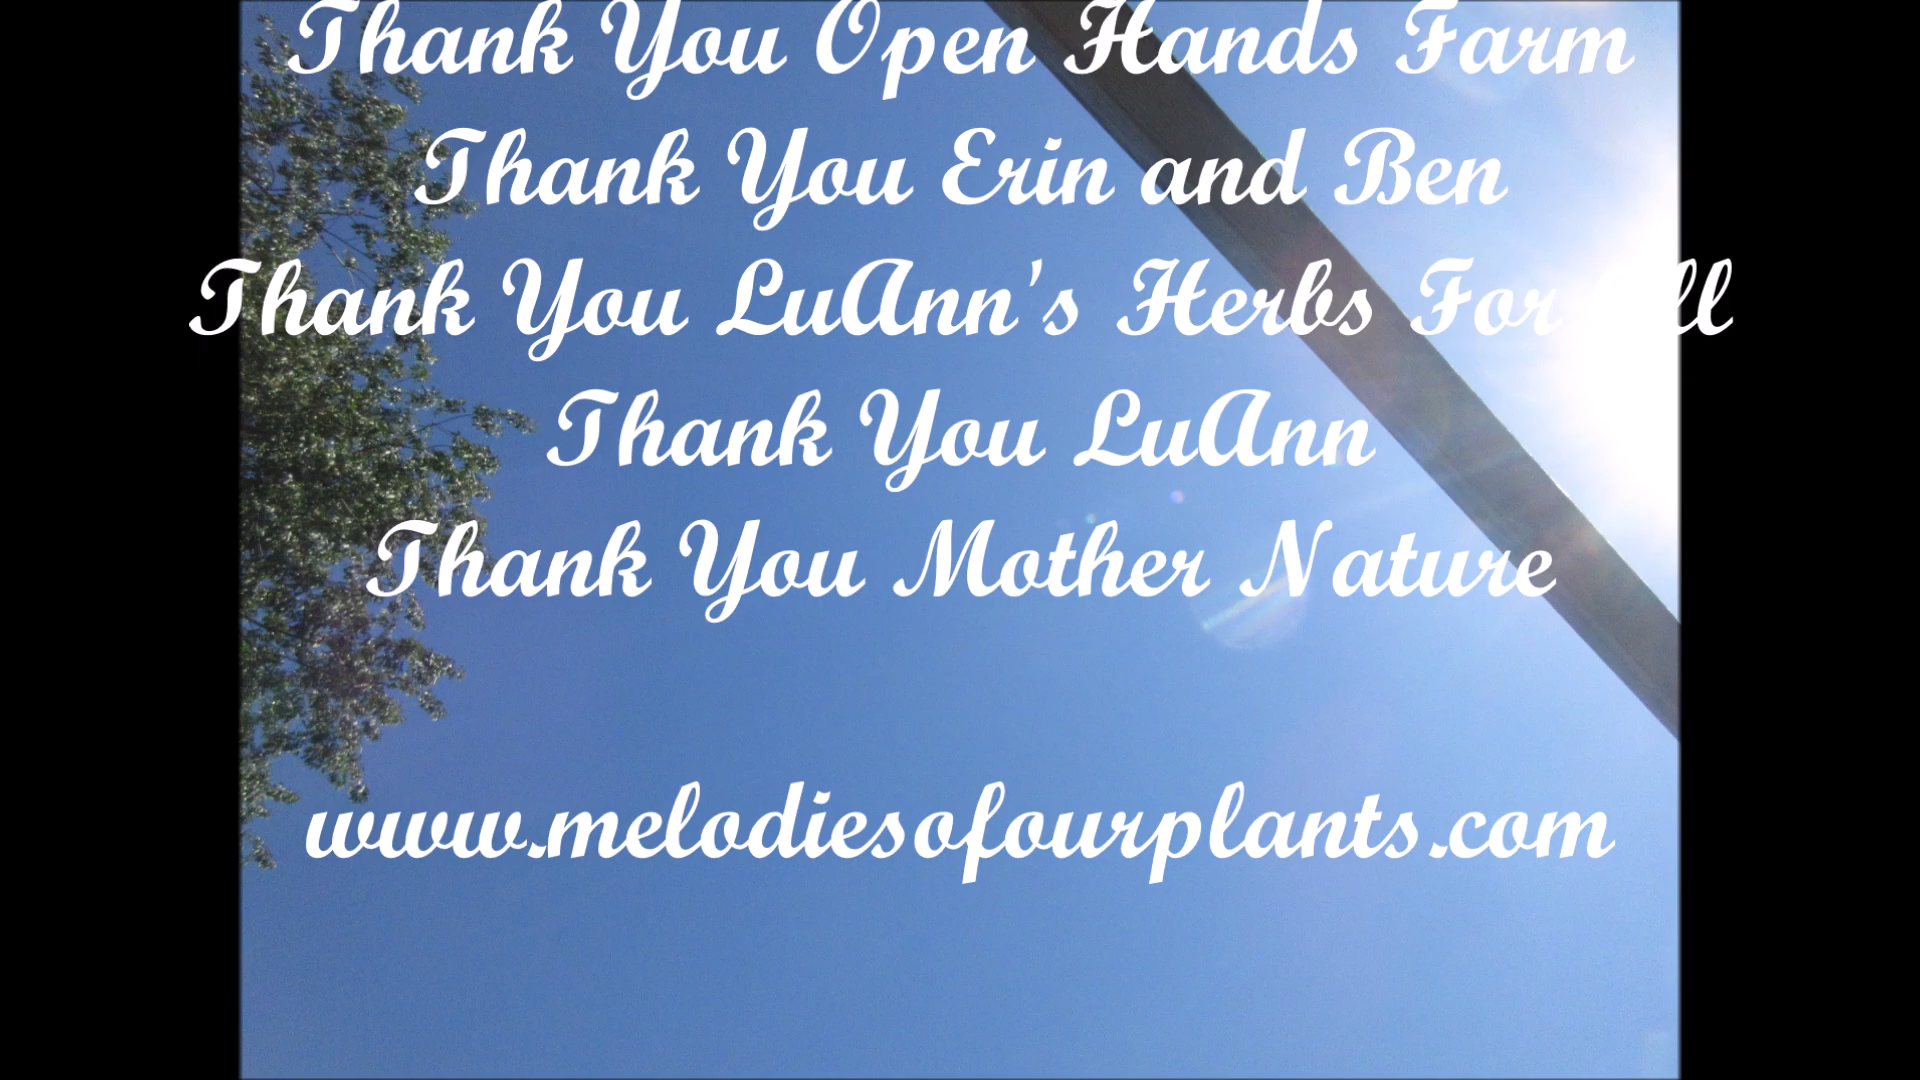 Thank You Open Hands Farm
Thank You Erin and Ben
Thank You LuAnn's Herbs For All
Thank You LuAnn
Thank You Mother Nature
www.melodiesofourplants.com